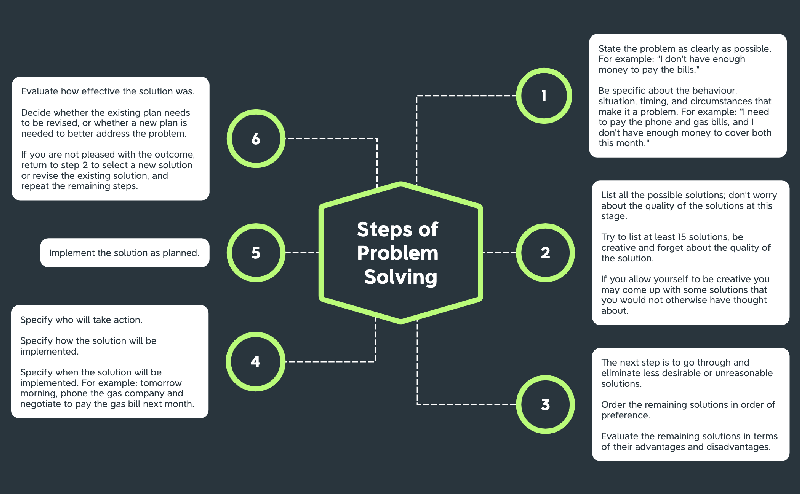 Steps of
Problem
Solving
1
State the problem as clearly as possible.
For example: "I don't have enough
money to pay the bills."
Be specific about the behaviour,
situation, timing, and circumstances that
make it a problem. For example: "I need
to pay the phone and gas bills, and I
don't have enough money to cover both
this month."
2
List all the possible solutions; don't worry
about the quality of the solutions at this
stage.
Try to list at least 15 solutions, be
creative and forget about the quality of
the solution.
If you allow yourself to be creative you
may come up with some solutions that
you would not otherwise have thought
about.
3
The next step is to go through and
eliminate less desirable or unreasonable
solutions.
Order the remaining solutions in order of
preference.
Evaluate the remaining solutions in terms
of their advantages and disadvantages.
4
Specify who will take action.
Specify how the solution will be
implemented.
Specify when the solution will be
implemented. For example: tomorrow
morning, phone the gas company and
negotiate to pay the gas bill next month.
5
Implement the solution as planned.
6
Evaluate how effective the solution was.
Decide whether the existing plan needs
to be revised, or whether a new plan is
needed to better address the problem.
If you are not pleased with the outcome,
return to step 2 to select a new solution
or revise the existing solution, and
repeat the remaining steps.